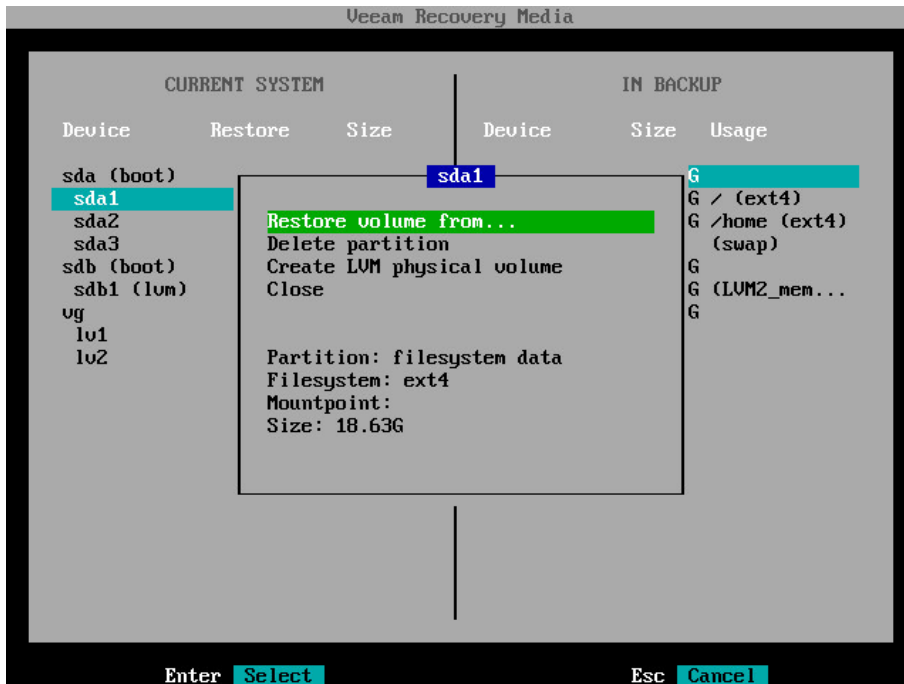 Veeam Recovery Media
CURRENT SYSTEM IN BACKUP
Device Restore Size Device Size Usage
sda (boot) sda1 G
sda1 G / (ext4)
sda2 Restore volume from... G /home (ext4)
sda3 Delete partition (swap)
sdb (boot) Create LVM physical volume G
sdb1 (lvm) Close G (LVM2_mem...
vg G
lv1
lv2 Partition: filesystem data
Filesystem: ext4
Mountpoint:
Size: 18.63G
Enter Select Esc Cancel